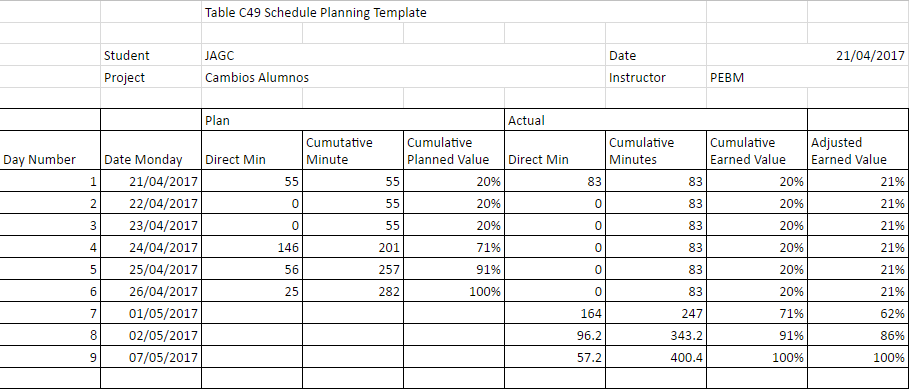 Table C49 Schedule Planning Template
Student JAGC Date 21/04/2017
Project Cambios Alumnos Instructor PEBM
Plan Actual
Cumutative Cumulative Cumulative Cumulative Adjusted
Day Number Date Monday Direct Min Minute Planned Value Direct Min Minutes Earned Value Earned Value
1 21/04/2017 55 55 20% 83 83 20% 21%
2 22/04/2017 0 55 20% 0 83 20% 21%
3 23/04/2017 0 55 20% 0 83 20% 21%
4 24/04/2017 146 201 71% 0 83 20% 21%
5 25/04/2017 56 257 91% 0 83 20% 21%
6 26/04/2017 25 282 100% 0 83 20% 21%
7 01/05/2017 164 247 71% 62%
8 02/05/2017 96.2 343.2 91% 86%
9 07/05/2017 57.2 400.4 100% 100%